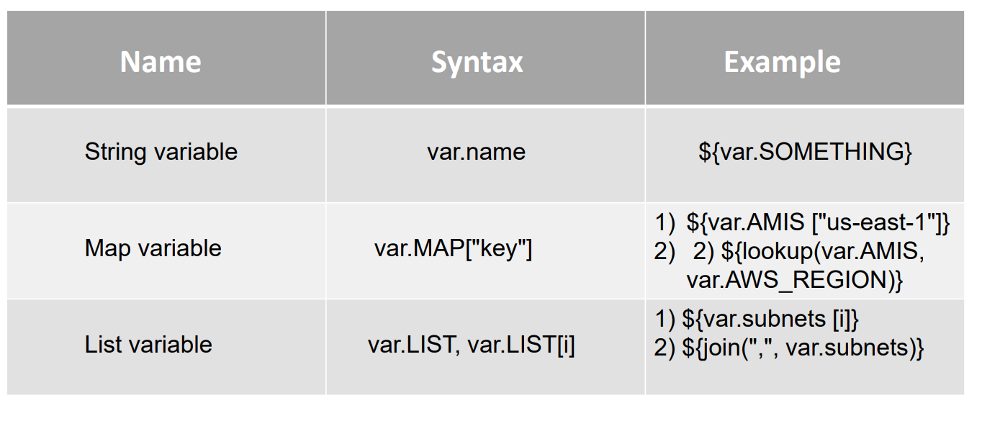 Name Syntax Example
String variable var.name ${var.SOMETHING}
Map variable var.MAP["key"] 1) ${var.AMIS ["us-east-1"]}
2) 2) ${lookup(var.AMIS,
var.AWS_REGION)}
List variable var.LIST, var.LIST[i] 1) ${var.subnets [i]}
2) ${join(",", var.subnets)}